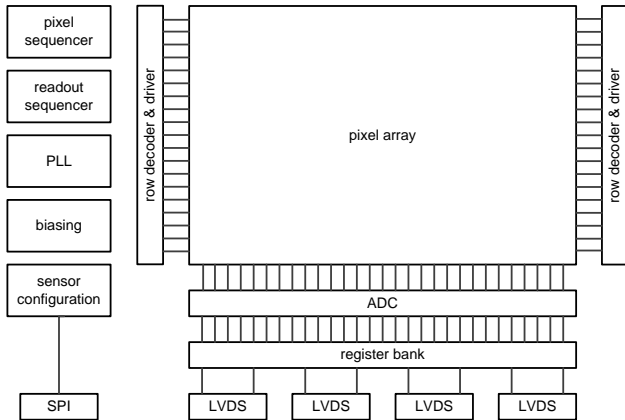 pixel
sequencer
readout
sequencer
PLL
biasing
sensor
configuration
SPI
row decoder & driver
pixel array
row decoder & driver
ADC
register bank
LVDS
LVDS
LVDS
LVDS